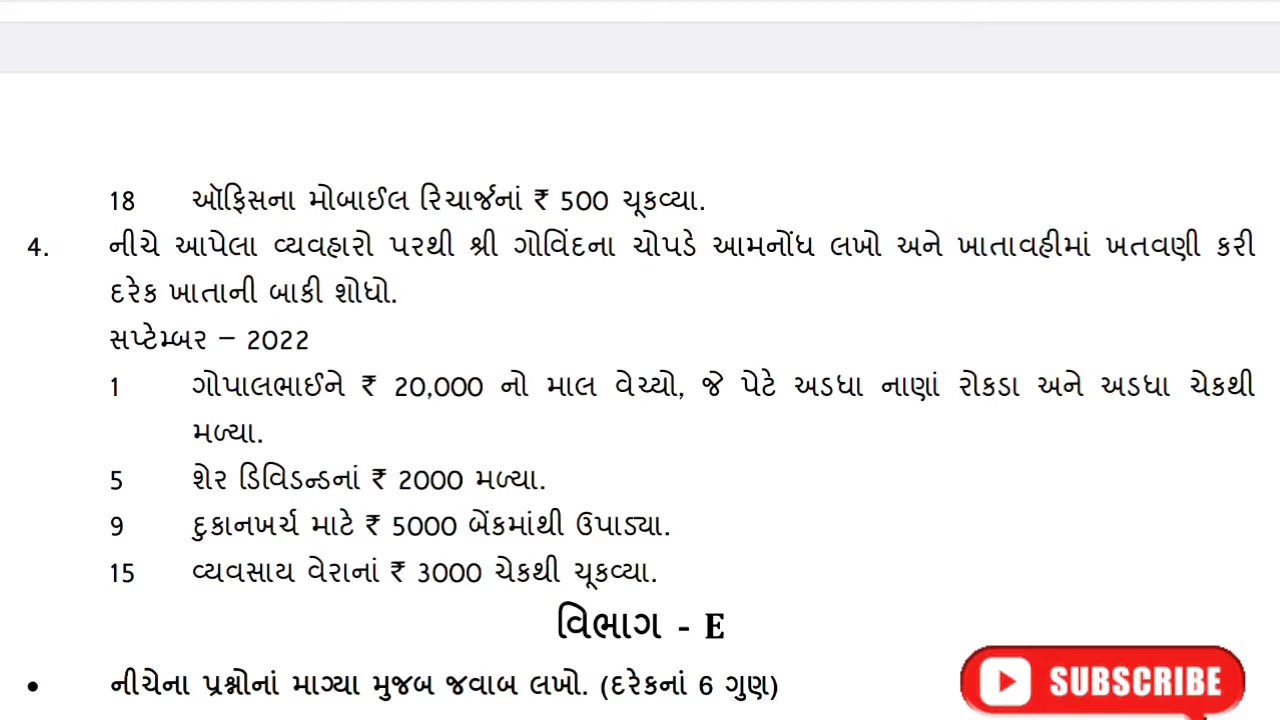 18 ઑફિસના મોબાઈલ રિચાર્જનાં ₹ 500 ચૂકવ્યા.
4. નીચે આપેલા વ્યવહારો પરથી શ્રી ગોવિંદના ચોપડે આમનોંધ લખો અને ખાતાવહીમાં ખતવણી કરી
દરેક ખાતાની બાકી શોધો.
સપ્ટેમ્બર – 2022
1 ગોપાલભાઈને ₹ 20,000 નો માલ વેચ્યો, જે પેટે અડધા નાણાં રોકડા અને અડધા ચેકથી
મળ્યા.
5 શેર ડિવિડન્ડનાં ₹ 2000 મળ્યા.
9 દુકાનખર્ચ માટે ₹ 5000 બેંકમાંથી ઉપાડ્યા.
15 વ્યવસાય વેરાનાં ₹ 3000 ચેકથી ચૂકવ્યા.
વિભાગ - E
• નીચેના પ્રશ્નોનાં માગ્યા મુજબ જવાબ લખો. (દરેકનાં 6 ગુણ)
SUBSCRIBE